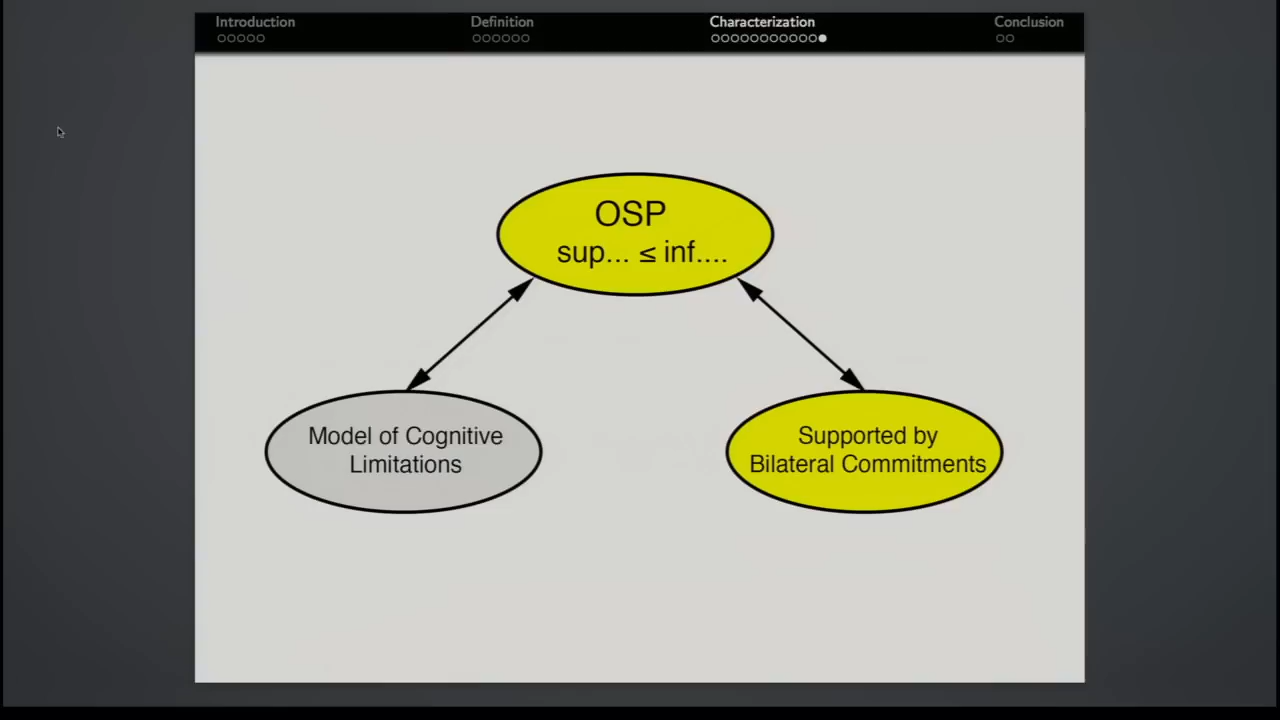 Introduction
Definition
Characterization
Conclusion
OSP
sup... ≤ inf....
Model of Cognitive
Limitations
Supported by
Bilateral Commitments